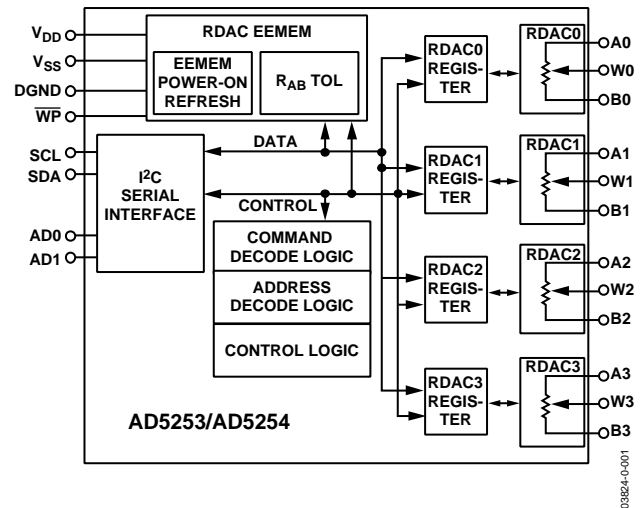 VDD
VSS
DGND
WP
SCL
SDA
AD0
AD1
RDAC EEMEM
EEMEM
POWER-ON
REFRESH
RAB TOL
I2C
SERIAL
INTERFACE
DATA
CONTROL
COMMAND
DECODE LOGIC
ADDRESS
DECODE LOGIC
CONTROL LOGIC
AD5253/AD5254
RDAC0
REGIS-
TER
RDAC1
REGIS-
TER
RDAC2
REGIS-
TER
RDAC3
REGIS-
TER
RDAC0
A0
W0
B0
RDAC1
A1
W1
B1
RDAC2
A2
W2
B2
RDAC3
A3
W3
B3
03824-0-001